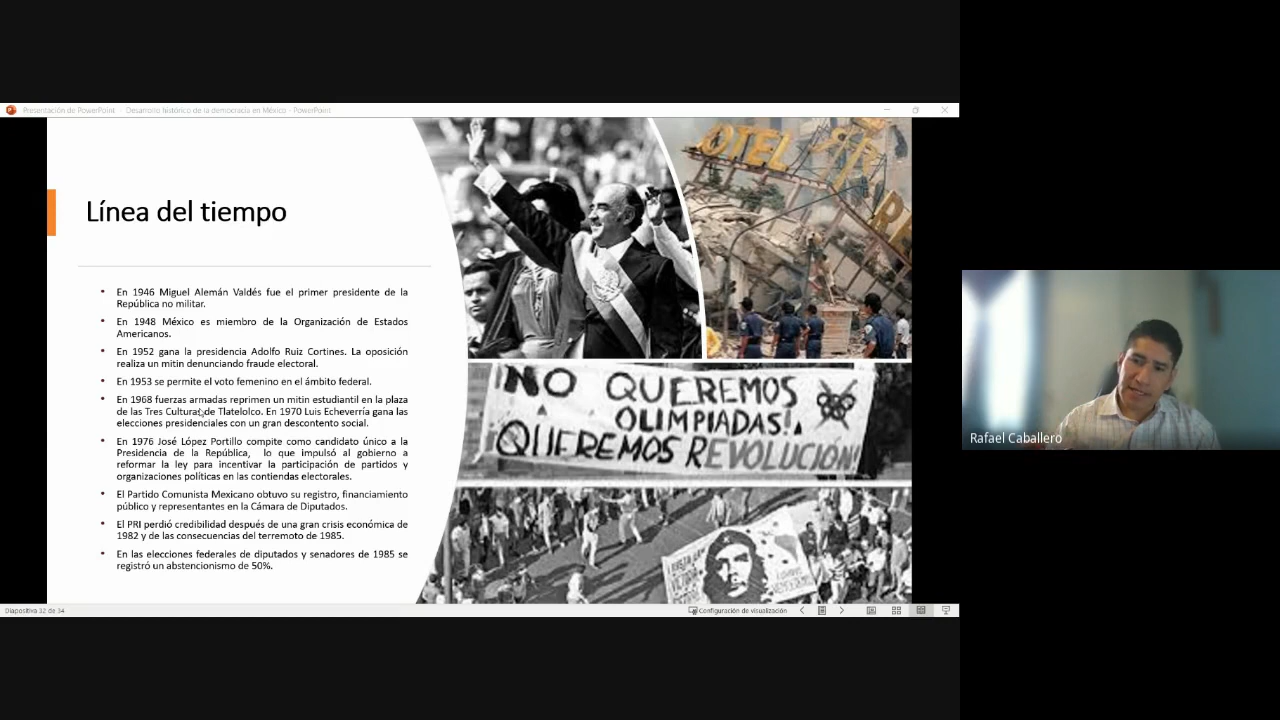 Presentación de PowerPoint - Desarrollo histórico de la democracia en México - PowerPoint
Línea del tiempo
• En 1946 Miguel Alemán Valdés fue el primer presidente de la
República no militar.
• En 1948 México es miembro de la Organización de Estados
Americanos.
• En 1952 gana la presidencia Adolfo Ruiz Cortines. La oposición
realiza un mitin denunciando fraude electoral.
• En 1953 se permite el voto femenino en el ámbito federal.
• En 1968 fuerzas armadas reprimen un mitin estudiantil en la plaza
de las Tres Culturas de Tlatelolco. En 1970 Luis Echeverría gana las
elecciones presidenciales con un gran descontento social.
• En 1976 José López Portillo compite como candidato único a la
Presidencia de la República, lo que impulsó al gobierno a
reformar la ley para incentivar la participación de partidos y
organizaciones políticas en las contiendas electorales.
• El Partido Comunista Mexicano obtuvo su registro, financiamiento
público y representantes en la Cámara de Diputados.
• El PRI perdió credibilidad después de una gran crisis económica de
1982 y de las consecuencias del terremoto de 1985.
• En las elecciones federales de diputados y senadores de 1985 se
registró un abstencionismo de 50%.
OTEL
RE
NO QUEREMOS
OLIMPIADAS!
¡QUEREMOS REVOLUCIÓN!
Rafael Caballero
Diapositiva 32 de 34
Configuración de visualización